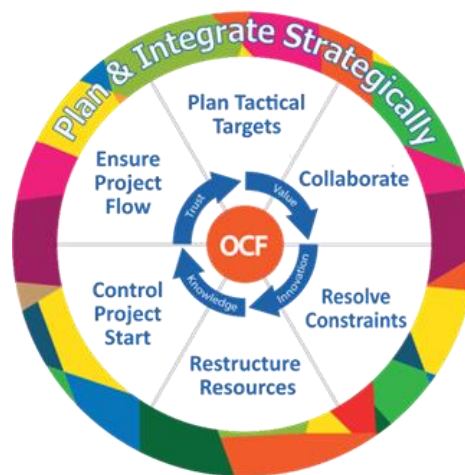 Plan & Integrate Strategically
Plan Tactical
Targets
Collaborate
Resolve
Constraints
Restructure
Resources
Control
Project
Start
Ensure
Project
Flow
Trust
Value
Innovation
Knowledge
OCF